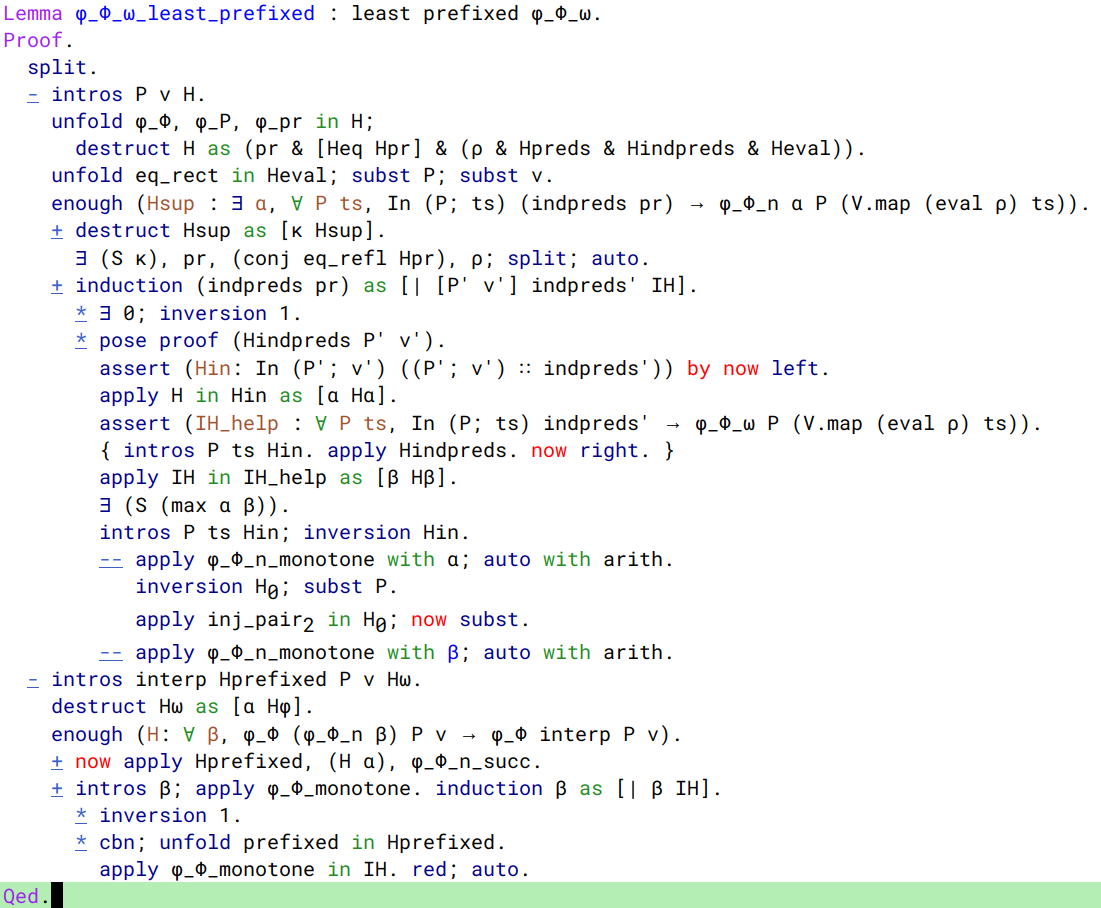 Lemma φ_Φ_ω_least_prefixed : least prefixed φ_Φ_ω.
Proof.
  split.
  - intros P v H.
    unfold φ_Φ, φ_P, φ_pr in H;
      destruct H as (pr & [Heq Hpr] & (ρ & Hpreds & Hindpreds & Heval)).
    unfold eq_rect in Heval; subst P; subst v.
    enough (Hsup : ∃ α, ∀ P ts, In (P; ts) (indpreds pr) → φ_Φ_n α P (V.map (eval ρ) ts)).
    + destruct Hsup as [κ Hsup].
      ∃ (S κ), pr, (conj eq_refl Hpr), ρ; split; auto.
    + induction (indpreds pr) as [| [P' v'] indpreds' IH].
      * ∃ 0; inversion 1.
      * pose proof (Hindpreds P' v').
        assert (Hin: In (P'; v') ((P'; v') ∷ indpreds')) by now left.
        apply H in Hin as [α Hα].
        assert (IH_help : ∀ P ts, In (P; ts) indpreds' → φ_Φ_ω P (V.map (eval ρ) ts)).
        { intros P ts Hin. apply Hindpreds. now right. }
        apply IH in IH_help as [β Hβ].
        ∃ (S (max α β)).
        intros P ts Hin; inversion Hin.
        -- apply φ_Φ_n_monotone with α; auto with arith.
           inversion H₀; subst P.
           apply inj_pair₂ in H₀; now subst.
        -- apply φ_Φ_n_monotone with β; auto with arith.
  - intros interp Hprefixed P v Hω.
    destruct Hω as [α Hφ].
    enough (H: ∀ β, φ_Φ (φ_Φ_n β) P v → φ_Φ interp P v).
    + now apply Hprefixed, (H α), φ_Φ_n_succ.
    + intros β; apply φ_Φ_monotone. induction β as [| β IH].
      * inversion 1.
      * cbn; unfold prefixed in Hprefixed.
        apply φ_Φ_monotone in IH. red; auto.
Qed.